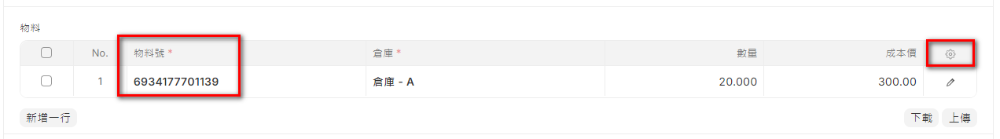 物料
No. 物料號 * 倉庫 * 數量 成本價
1 6934177701139 倉庫 - A 20.000 300.00
新增一行 下載 上傳